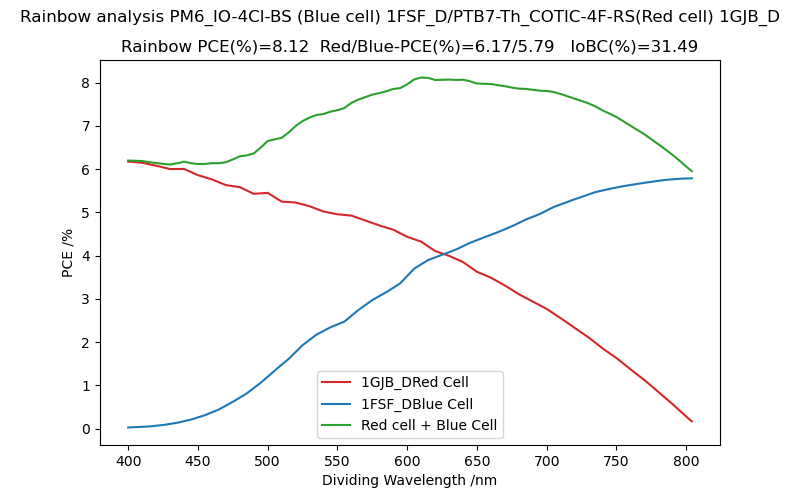 Rainbow analysis PM6_IO-4Cl-BS (Blue cell) 1FSF_D/PTB7-Th_COTIC-4F-RS(Red cell) 1GJB_D
Rainbow PCE(%)=8.12  Red/Blue-PCE(%)=6.17/5.79   IoBC(%)=31.49
8
7
6
5
4
3
2
1
0
PCE /%
1GJB_DRed Cell
1FSF_DBlue Cell
Red cell + Blue Cell
400 450 500 550 600 650 700 750 800
Dividing Wavelength /nm